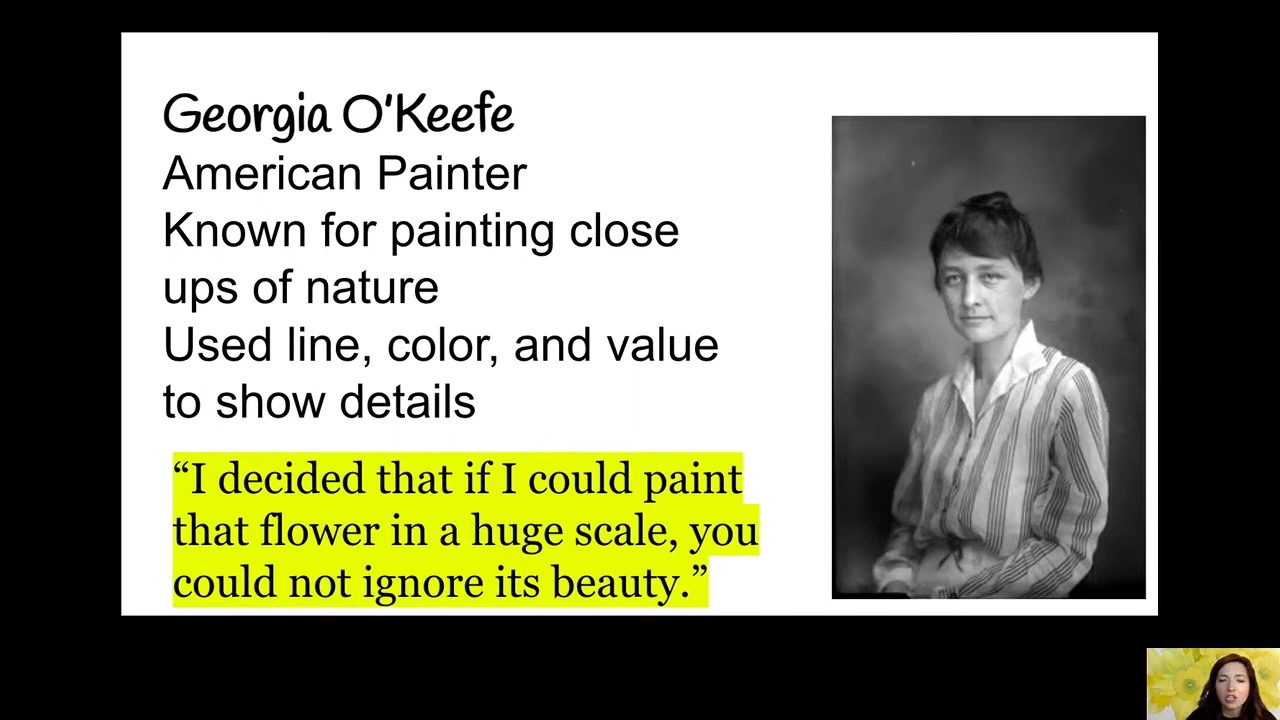 Georgia O'Keefe
American Painter
Known for painting close
ups of nature
Used line, color, and value
to show details
“I decided that if I could paint
that flower in a huge scale, you
could not ignore its beauty.”